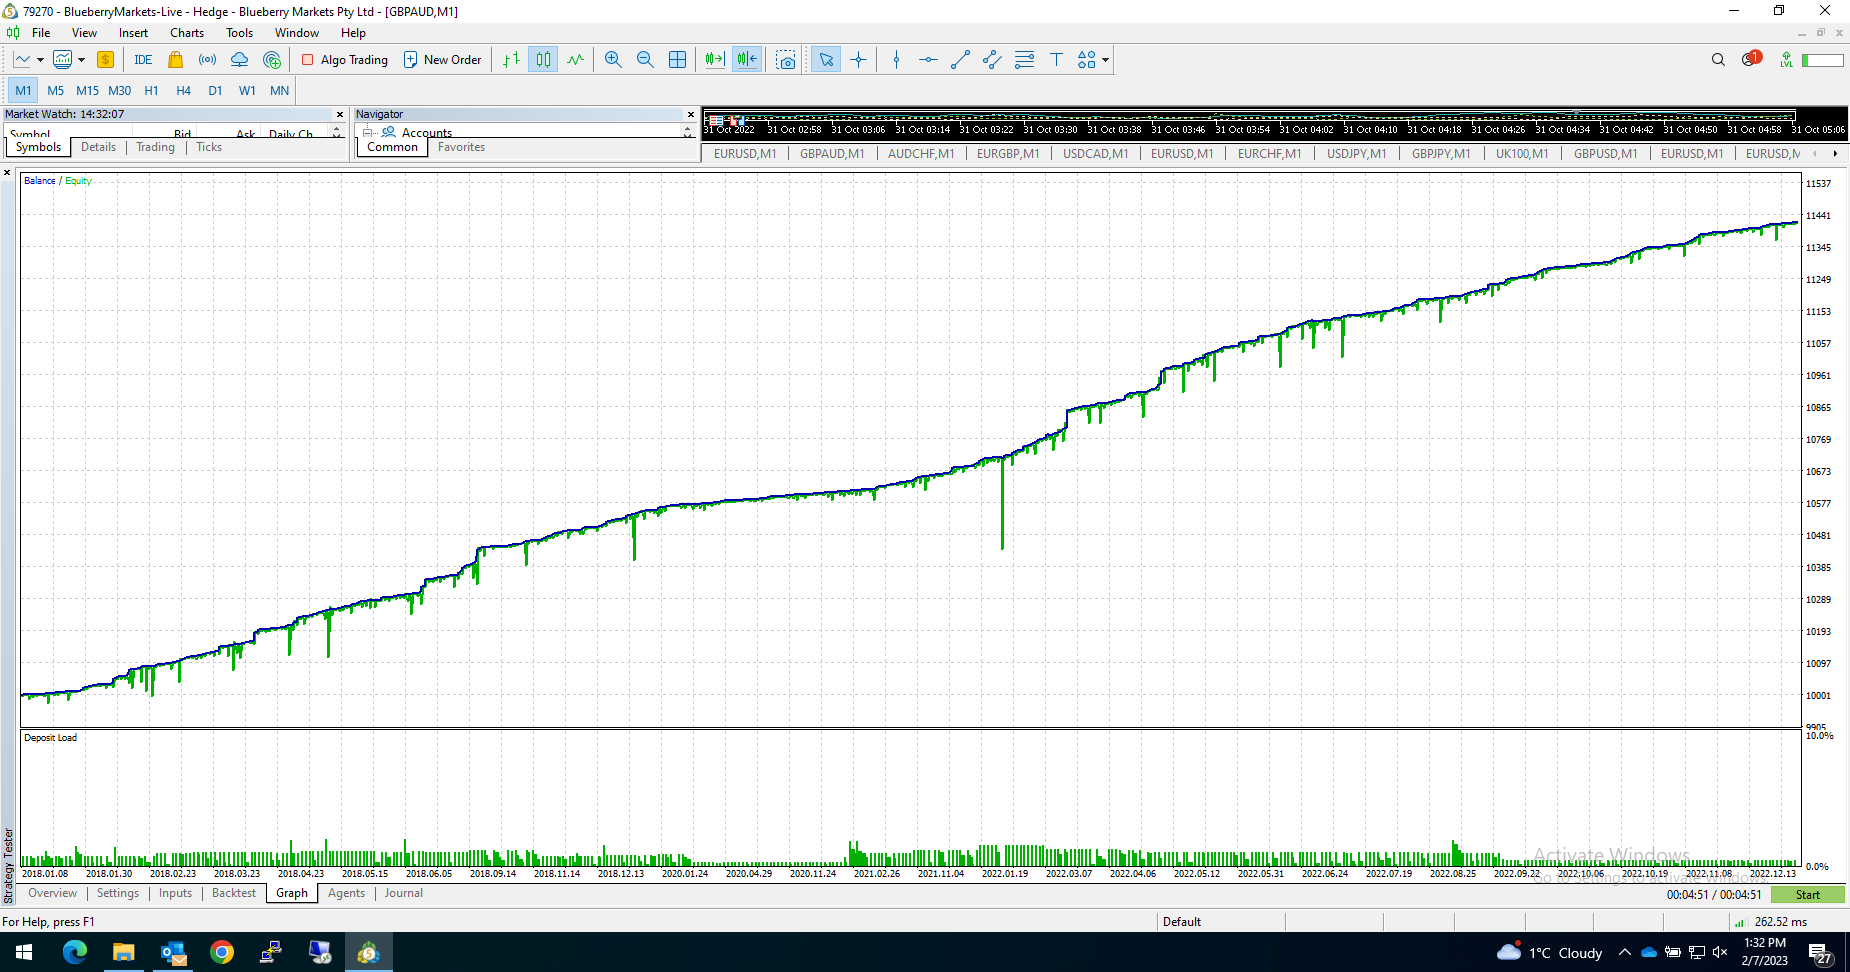 79270 - BlueberryMarkets-Live - Hedge - Blueberry Markets Pty Ltd - [GBPAUD,M1]
File View Insert Charts Tools Window Help
IDE Algo Trading New Order 1 LVL
M1 M5 M15 M30 H1 H4 D1 W1 MN
Market Watch: 14:32:07
Symbol Bid Ask Daily Ch...
Symbols Details Trading Ticks
Navigator
Accounts
Common Favorites
31 Oct 2022 31 Oct 02:58 31 Oct 03:06 31 Oct 03:14 31 Oct 03:22 31 Oct 03:30 31 Oct 03:38 31 Oct 03:46 31 Oct 03:54 31 Oct 04:02 31 Oct 04:10 31 Oct 04:18 31 Oct 04:26 31 Oct 04:34 31 Oct 04:42 31 Oct 04:50 31 Oct 04:58 31 Oct 05:06
EURUSD,M1 GBPAUD,M1 AUDCHF,M1 EURGBP,M1 USDCAD,M1 EURUSD,M1 EURCHF,M1 USDJPY,M1 GBPJPY,M1 UK100,M1 GBPUSD,M1 EURUSD,M1 EURUSD,M
Balance / Equity
11537
11441
11345
11249
11153
11057
10961
10865
10769
10673
10577
10481
10385
10289
10193
10097
10001
9905
Deposit Load
10.0%
0.0%
2018.01.08 2018.01.30 2018.02.23 2018.03.23 2018.04.24 2018.05.15 2018.06.05 2018.09.14 2018.11.14 2018.12.13 2020.01.24 2020.04.29 2020.11.24 2021.02.26 2021.11.04 2022.01.19 2022.03.07 2022.04.06 2022.05.12 2022.05.31 2022.06.24 2022.07.19 2022.08.25 2022.09.22 2022.10.06 2022.10.19 2022.11.08 2022.12.13
Activate Windows
Go to Settings to activate Windows.
Strategy Tester
Overview Settings Inputs Backtest Graph Agents Journal
00:04:51 / 00:04:51 Start
For Help, press F1 Default 262.52 ms
1°C Cloudy
1:32 PM
2/7/2023
27